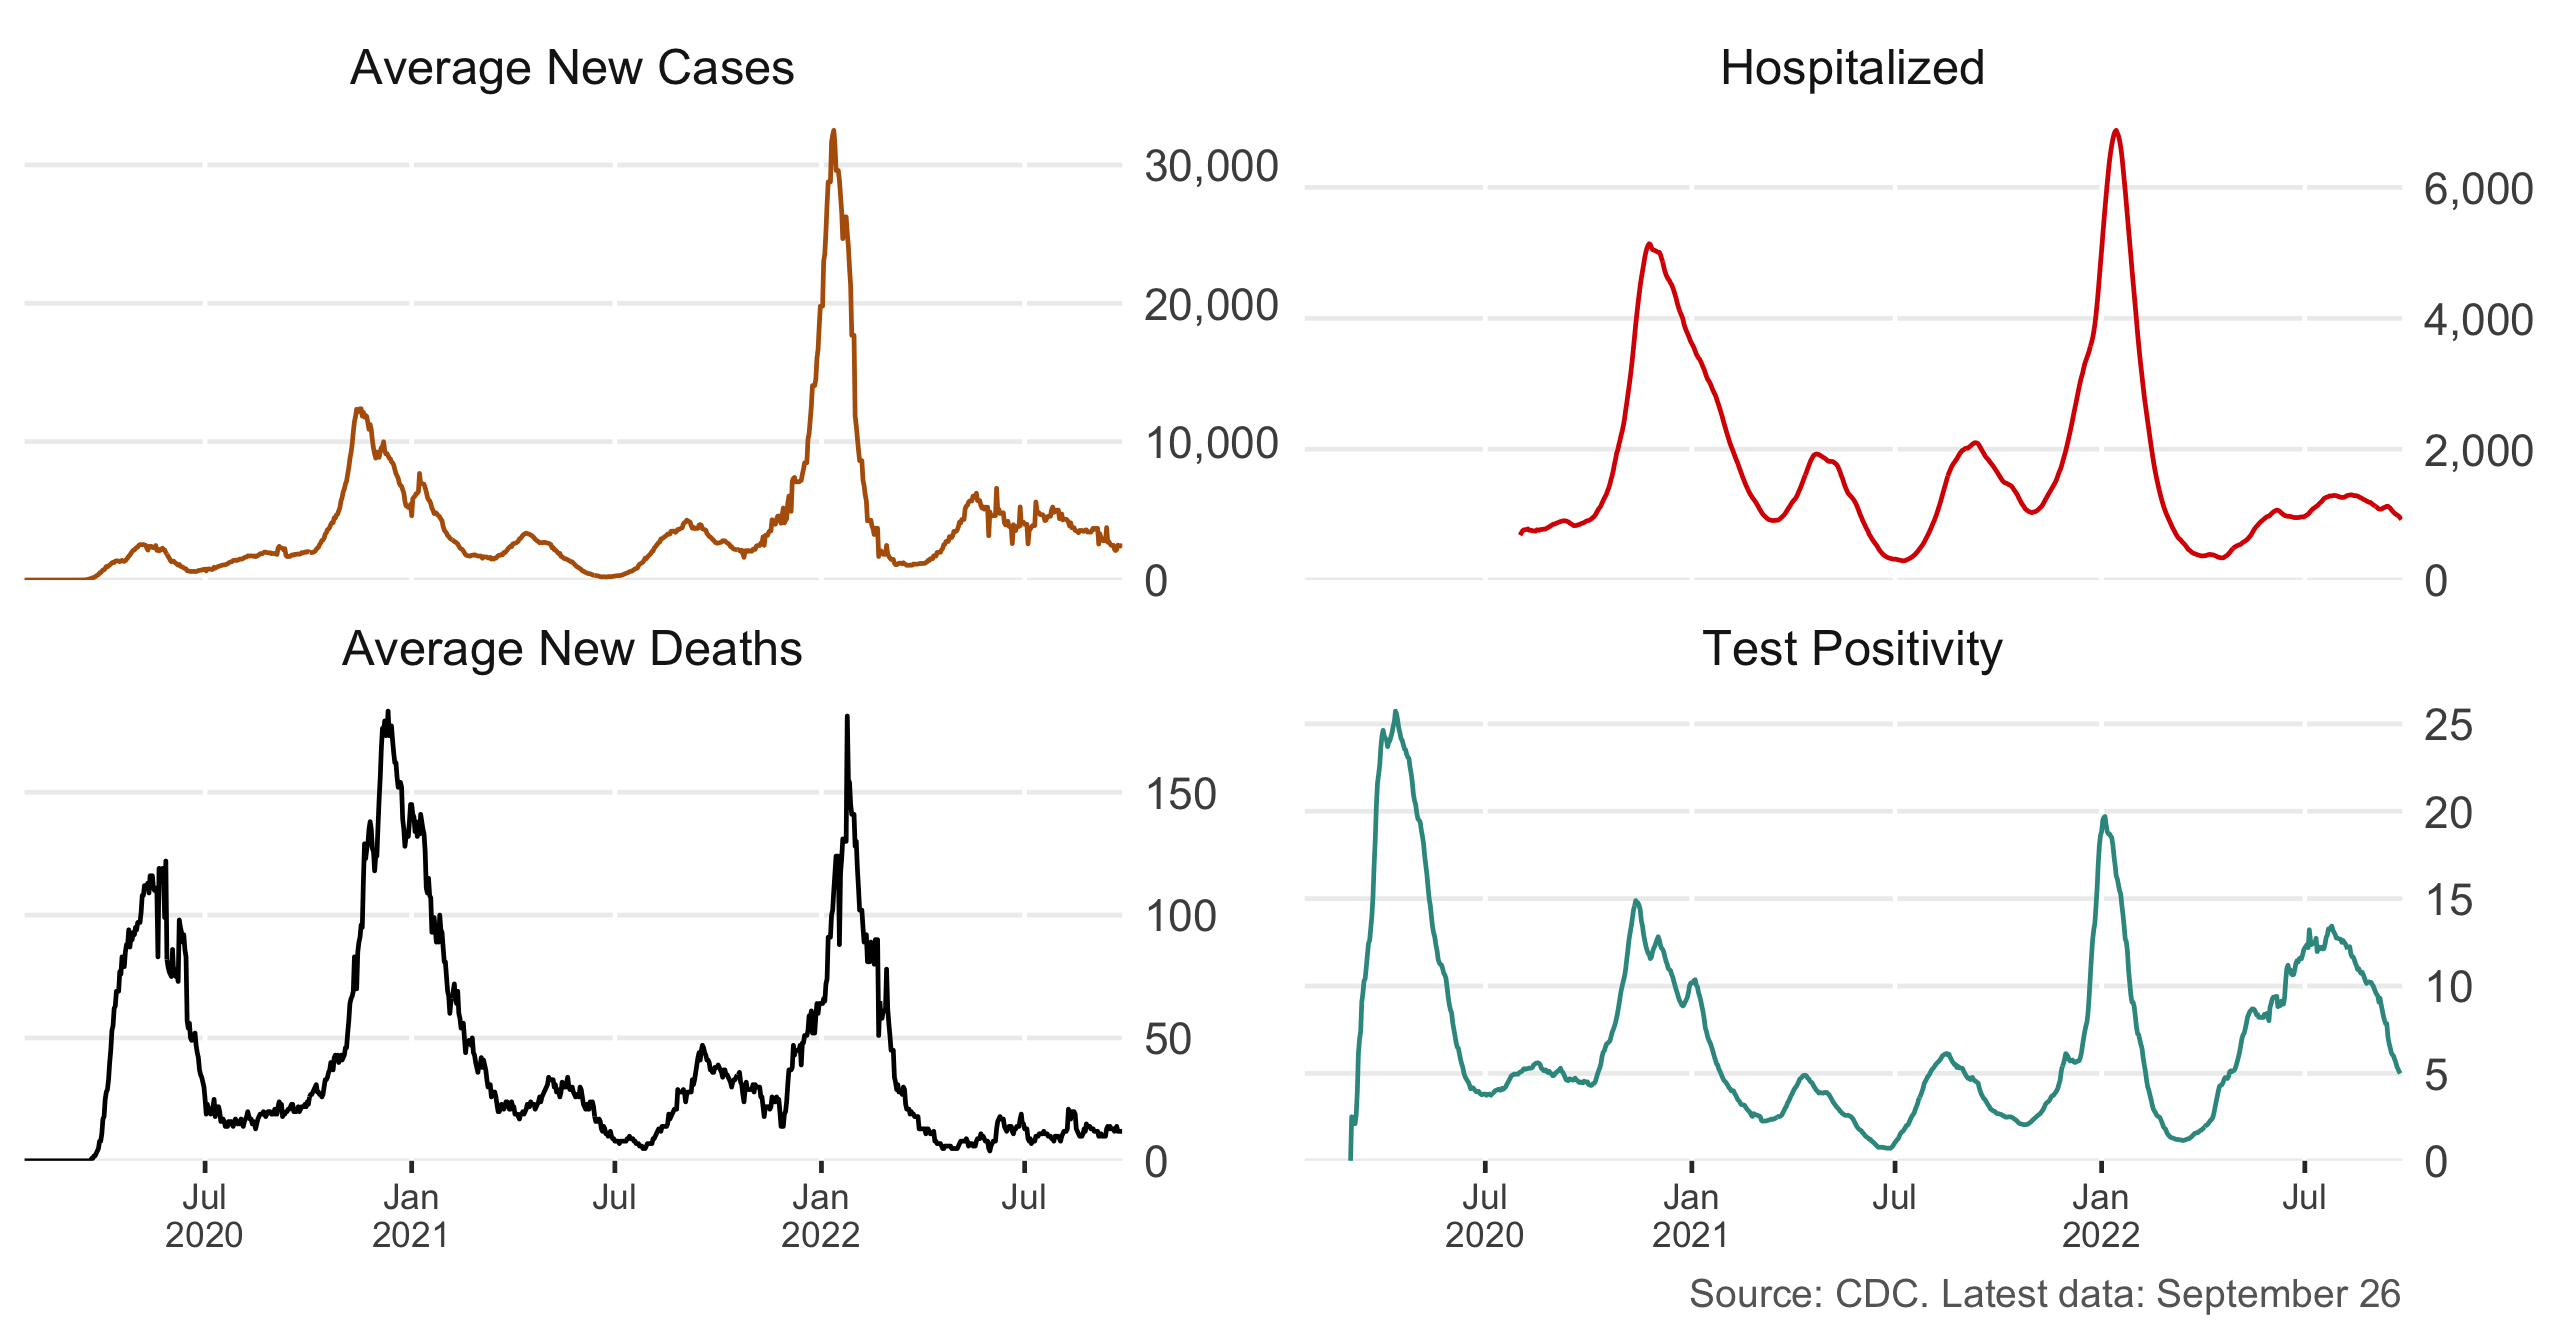 Average New Cases
30,000
20,000
10,000
0
Hospitalized
6,000
4,000
2,000
0
Average New Deaths
150
100
50
0
Jul Jan Jul Jan Jul
2020 2021 2022
Test Positivity
25
20
15
10
5
0
Jul Jan Jul Jan Jul
2020 2021 2022
Source: CDC. Latest data: September 26